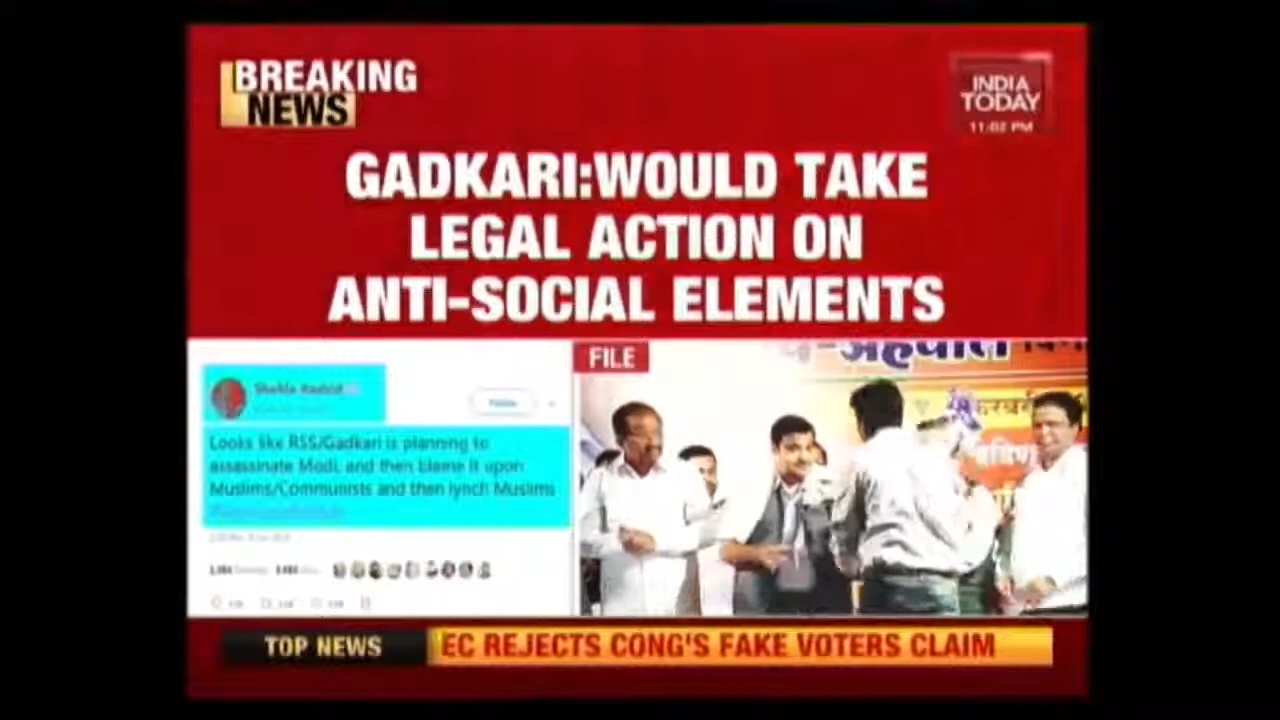 BREAKING
NEWS
INDIA
TODAY
11:02 PM
GADKARI:WOULD TAKE
LEGAL ACTION ON
ANTI-SOCIAL ELEMENTS
Shehla Rashid
Looks like RSS/Gadkari is planning to
assassinate Modi, and then blame it upon
Muslims/Communists and then lynch Muslims
FILE
TOP NEWS
EC REJECTS CONG'S FAKE VOTERS CLAIM